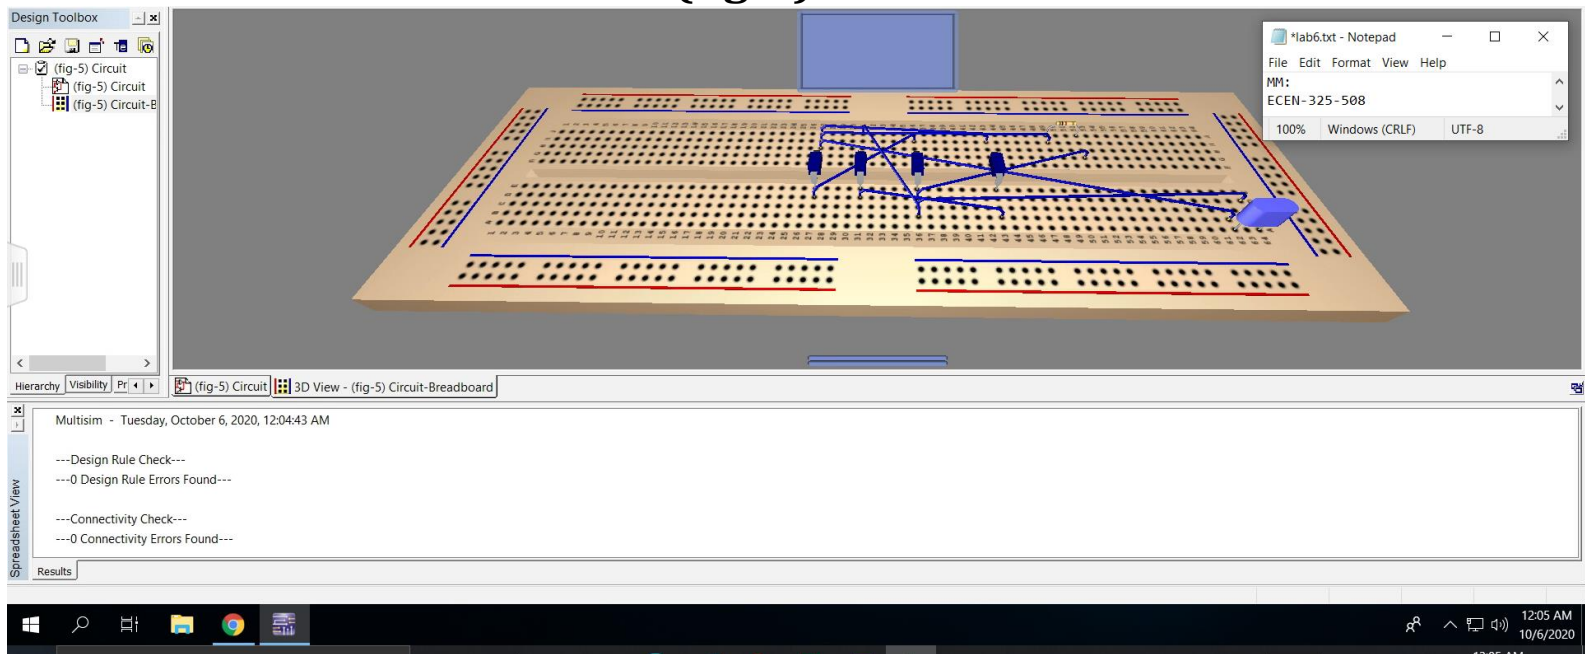 Design Toolbox
(fig-5) Circuit
(fig-5) Circuit
(fig-5) Circuit-B
*lab6.txt - Notepad
File Edit Format View Help
MM:
ECEN-325-508
100% Windows (CRLF) UTF-8
Hierarchy Visibility Pr
(fig-5) Circuit 3D View - (fig-5) Circuit-Breadboard
Multisim - Tuesday, October 6, 2020, 12:04:43 AM
---Design Rule Check---
---0 Design Rule Errors Found---
---Connectivity Check---
---0 Connectivity Errors Found---
Spreadsheet View
Results
12:05 AM
10/6/2020